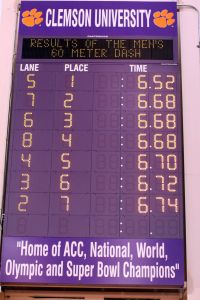 CLEMSON UNIVERSITY
RESULTS OF THE MEN'S
60 METER DASH
LANE PLACE TIME
5 1 :6.52
7 2 :6.68
6 3 :6.68
8 4 :6.68
4 5 :6.70
3 6 :6.72
2 7 :6.74
"Home of ACC, National, World,
Olympic and Super Bowl Champions"